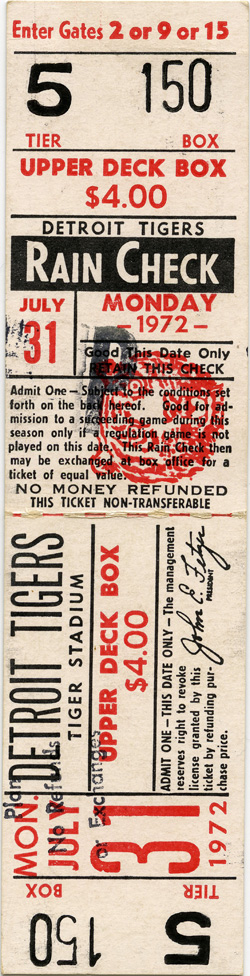 Enter Gates 2 or 9 or 15
5 150
TIER BOX
UPPER DECK BOX
$4.00
DETROIT TIGERS
RAIN CHECK
JULY
31
MONDAY
-1972-
Good This Date Only
RETAIN THIS CHECK
Admit One—Subject to the conditions set
forth on the back hereof. Good for ad-
mission to a succeeding game during this
season only if a regulation game is not
played on this date. This Rain Check then
may be exchanged at box office for a
ticket of equal value.
NO MONEY REFUNDED
THIS TICKET NON-TRANSFERABLE
DETROIT TIGERS
TIGER STADIUM
UPPER DECK BOX
$4.00
ADMIT ONE—THIS DATE ONLY—The management
reserves right to revoke
license granted by this
ticket by refunding pur-
chase price.
John E. Fetzer
PRESIDENT
MON.
JULY
31
1972
No Refunds
or Exchanges
BOX TIER
150 5